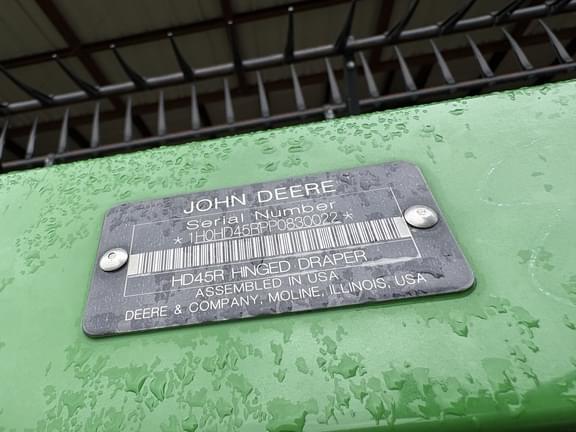 JOHN DEERE
Serial Number
*1H0HD45RPP0830022*
HD45R HINGED DRAPER
ASSEMBLED IN USA
DEERE & COMPANY, MOLINE, ILLINOIS, USA